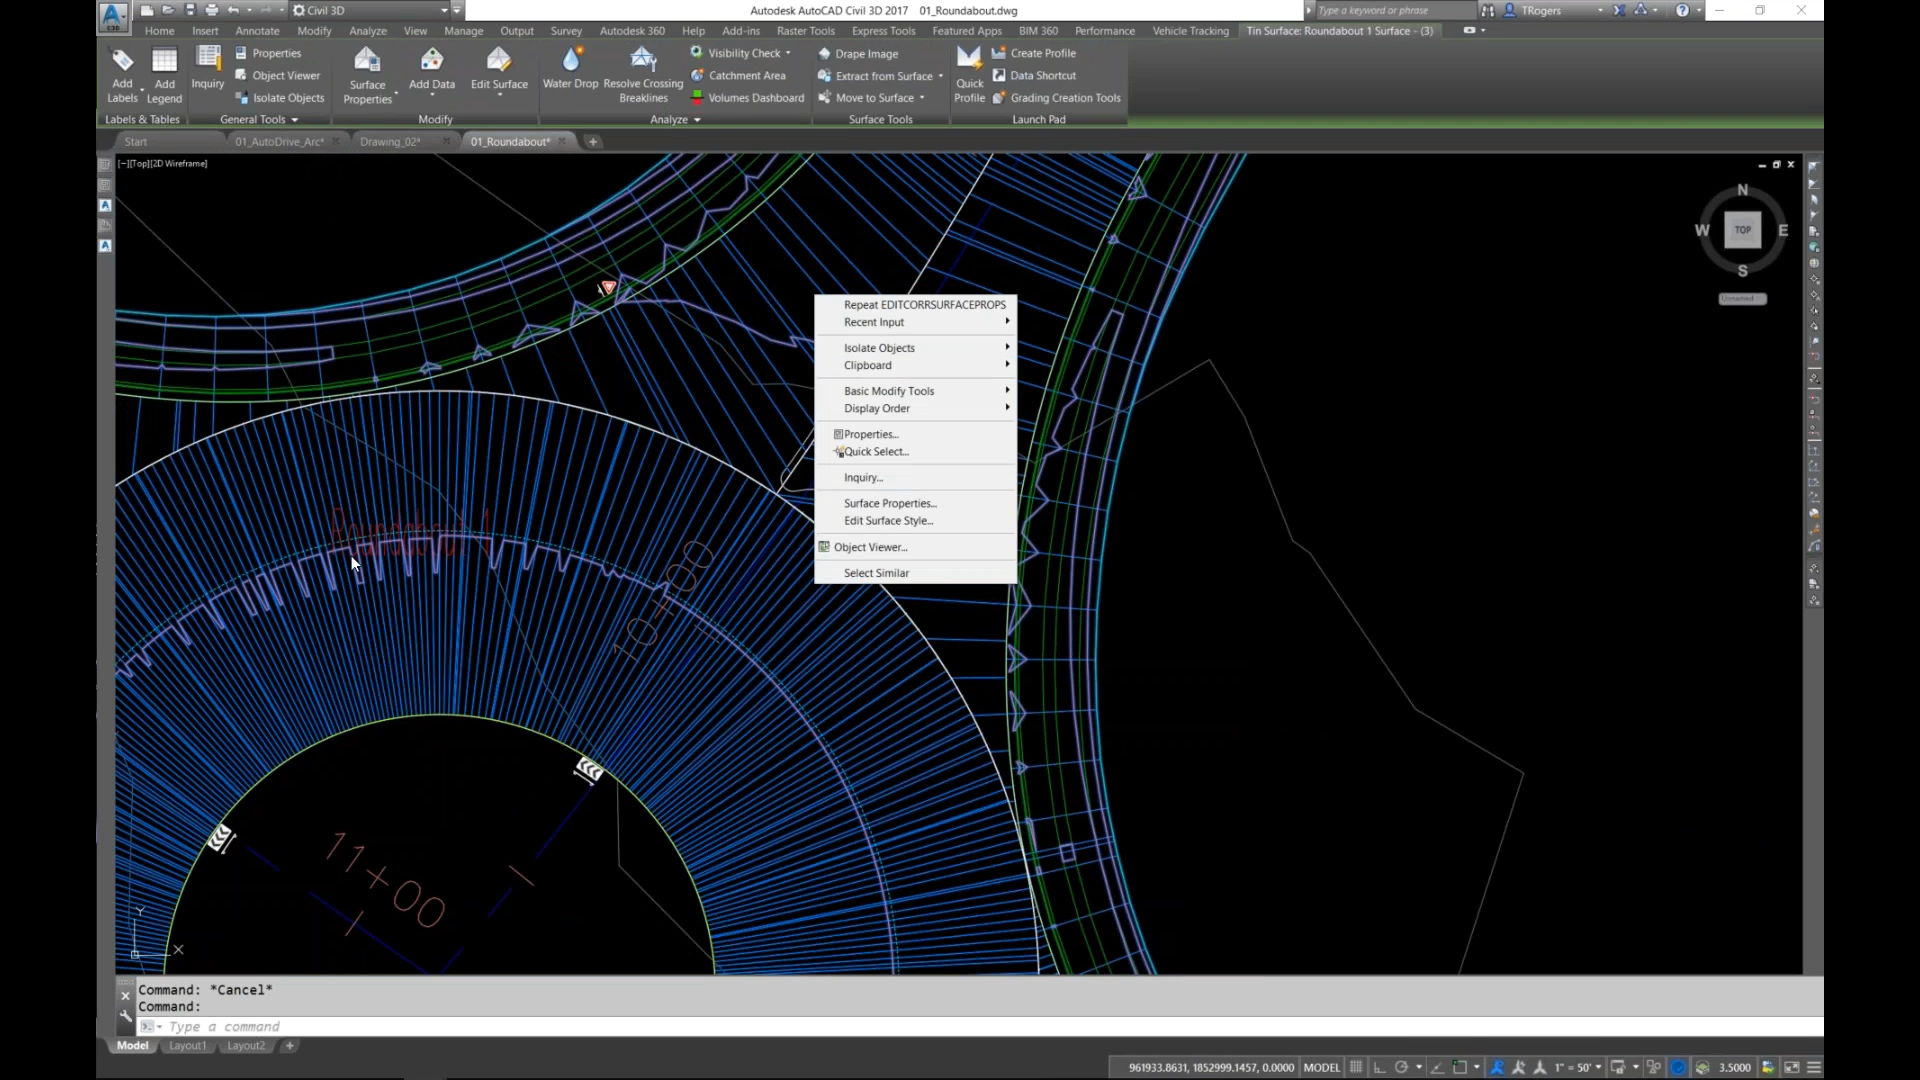 Civil 3D
Autodesk AutoCAD Civil 3D 2017 01_Roundabout.dwg
Type a keyword or phrase
TRogers
Home Insert Annotate Modify Analyze View Manage Output Survey Autodesk 360 Help Add-ins Raster Tools Express Tools Featured Apps BIM 360 Performance Vehicle Tracking Tin Surface: Roundabout 1 Surface - (3)
Add Labels
Add Legend
Labels & Tables
Inquiry
Properties
Object Viewer
Isolate Objects
General Tools
Surface Properties
Add Data
Edit Surface
Modify
Water Drop
Resolve Crossing Breaklines
Visibility Check
Catchment Area
Volumes Dashboard
Analyze
Drape Image
Extract from Surface
Move to Surface
Surface Tools
Quick Profile
Create Profile
Data Shortcut
Grading Creation Tools
Launch Pad
Start 01_AutoDrive_Arc* Drawing_02* 01_Roundabout*
[−][Top][2D Wireframe]
N
W TOP E
S
Unnamed
Repeat EDITCORRSURFACEPROPS
Recent Input
Isolate Objects
Clipboard
Basic Modify Tools
Display Order
Properties...
Quick Select...
Inquiry...
Surface Properties...
Edit Surface Style...
Object Viewer...
Select Similar
Roundabout 1
10+00
11+00
Y
X
Command: *Cancel*
Command:
Type a command
Model Layout1 Layout2 +
961933.8631, 1852999.1457, 0.0000 MODEL 1" = 50' 3.5000